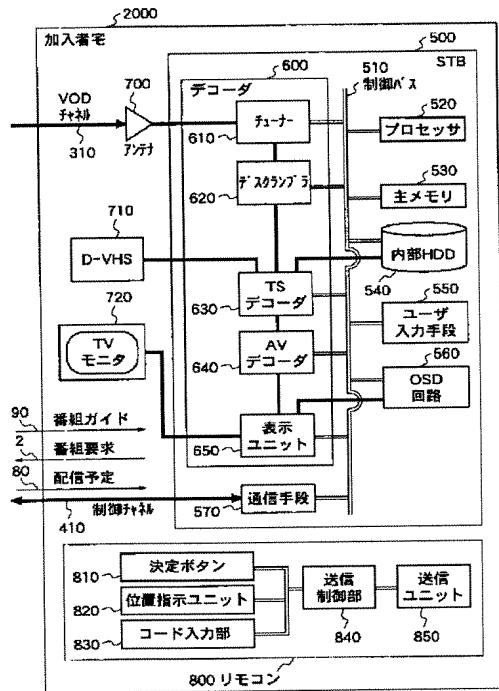 2000
加入者宅
500
STB
700
600
510
制御バス
デコーダ
VOD
チャネル
310
アンテナ
チューナー
610
520
プロセッサ
デスクランブラ
620
530
主メモリ
710
D-VHS
内部HDD
540
TS
デコーダ
630
550
ユーザ
入力手段
720
TV
モニタ
AV
デコーダ
640
560
OSD
回路
90
番組ガイド
2
番組要求
80
配信予定
表示
ユニット
650
制御チャネル
410
通信手段
570
決定ボタン
810
位置指示ユニット
820
コード入力部
830
送信
制御部
840
送信
ユニット
850
800 リモコン